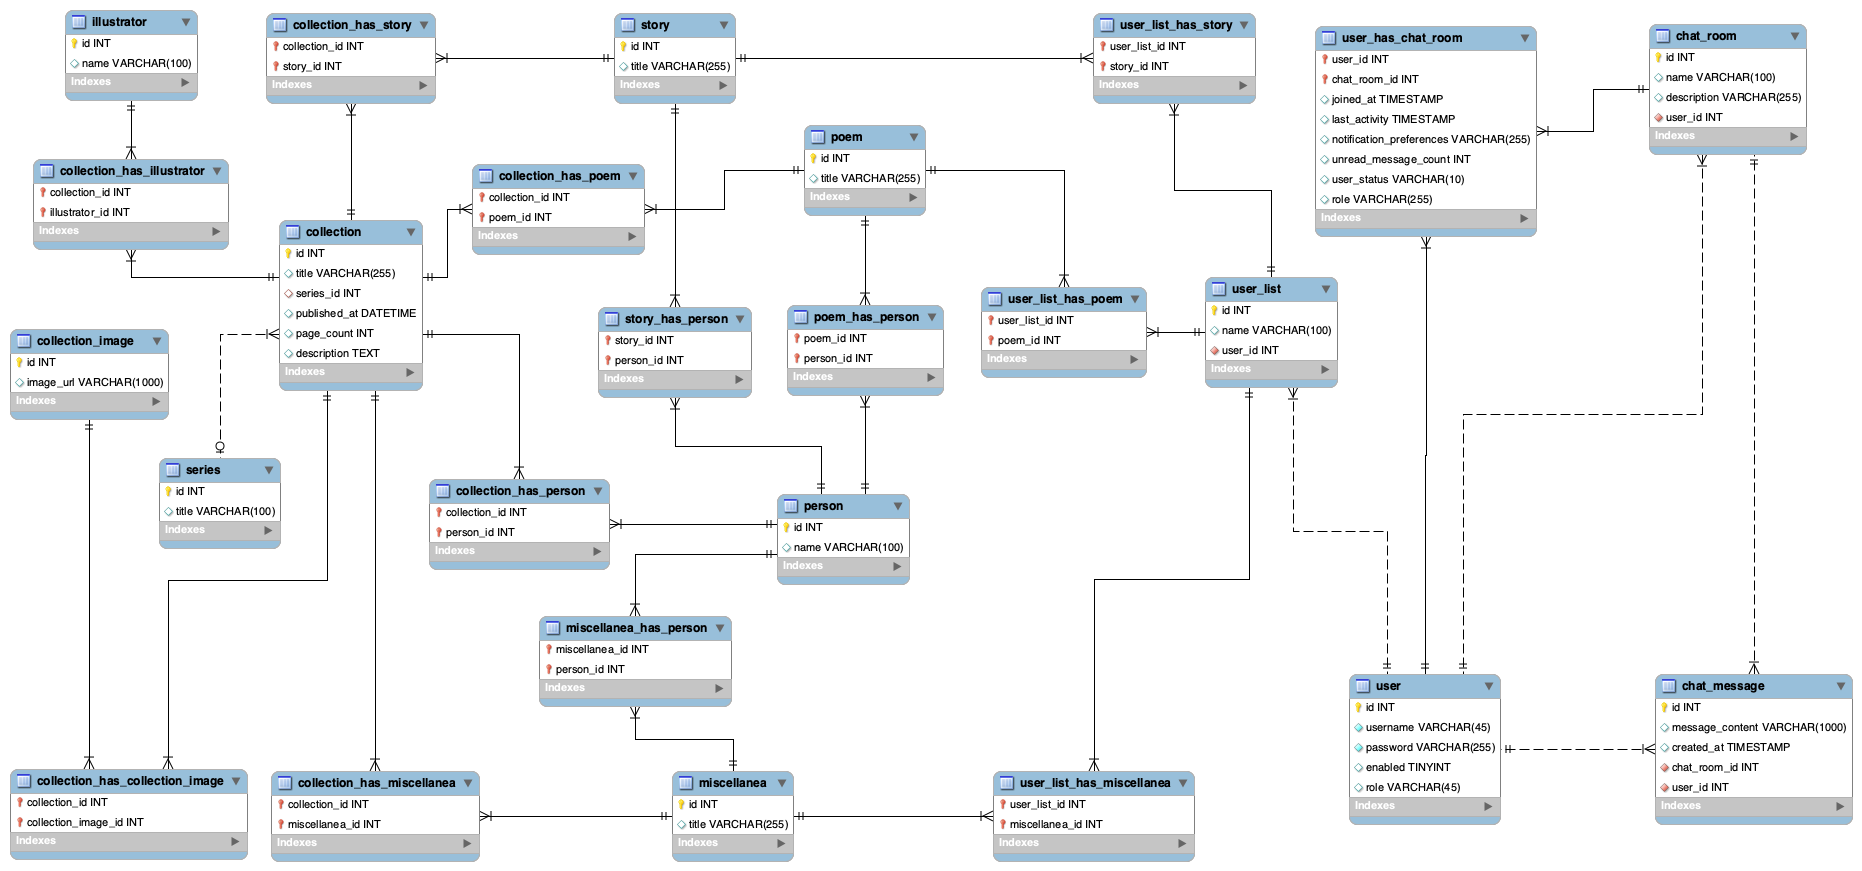 illustrator
id INT
name VARCHAR(100)
Indexes
collection_has_story
collection_id INT
story_id INT
Indexes
story
id INT
title VARCHAR(255)
Indexes
user_list_has_story
user_list_id INT
story_id INT
Indexes
user_has_chat_room
user_id INT
chat_room_id INT
joined_at TIMESTAMP
last_activity TIMESTAMP
notification_preferences VARCHAR(255)
unread_message_count INT
user_status VARCHAR(10)
role VARCHAR(255)
Indexes
chat_room
id INT
name VARCHAR(100)
description VARCHAR(255)
user_id INT
Indexes
collection_has_illustrator
collection_id INT
illustrator_id INT
Indexes
collection_has_poem
collection_id INT
poem_id INT
Indexes
poem
id INT
title VARCHAR(255)
Indexes
collection
id INT
title VARCHAR(255)
series_id INT
published_at DATETIME
page_count INT
description TEXT
Indexes
collection_image
id INT
image_url VARCHAR(1000)
Indexes
story_has_person
story_id INT
person_id INT
Indexes
poem_has_person
poem_id INT
person_id INT
Indexes
user_list_has_poem
user_list_id INT
poem_id INT
Indexes
user_list
id INT
name VARCHAR(100)
user_id INT
Indexes
series
id INT
title VARCHAR(100)
Indexes
collection_has_person
collection_id INT
person_id INT
Indexes
person
id INT
name VARCHAR(100)
Indexes
miscellanea_has_person
miscellanea_id INT
person_id INT
Indexes
user
id INT
username VARCHAR(45)
password VARCHAR(255)
enabled TINYINT
role VARCHAR(45)
Indexes
chat_message
id INT
message_content VARCHAR(1000)
created_at TIMESTAMP
chat_room_id INT
user_id INT
Indexes
collection_has_collection_image
collection_id INT
collection_image_id INT
Indexes
collection_has_miscellanea
collection_id INT
miscellanea_id INT
Indexes
miscellanea
id INT
title VARCHAR(255)
Indexes
user_list_has_miscellanea
user_list_id INT
miscellanea_id INT
Indexes